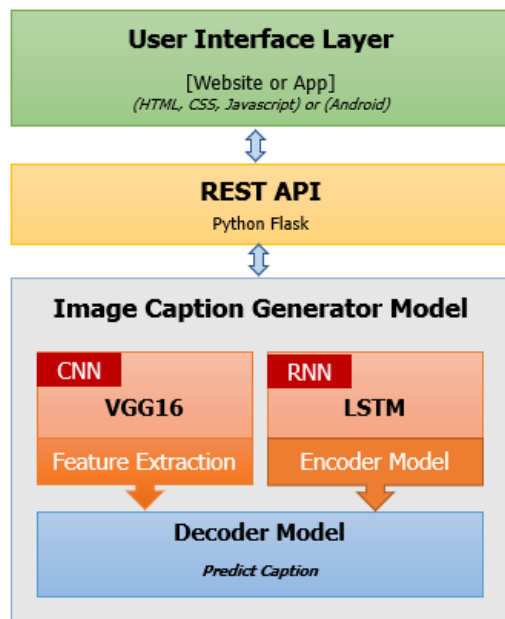 User Interface Layer
[Website or App]
(HTML, CSS, Javascript) or (Android)
REST API
Python Flask
Image Caption Generator Model
CNN
VGG16
Feature Extraction
RNN
LSTM
Encoder Model
Decoder Model
Predict Caption